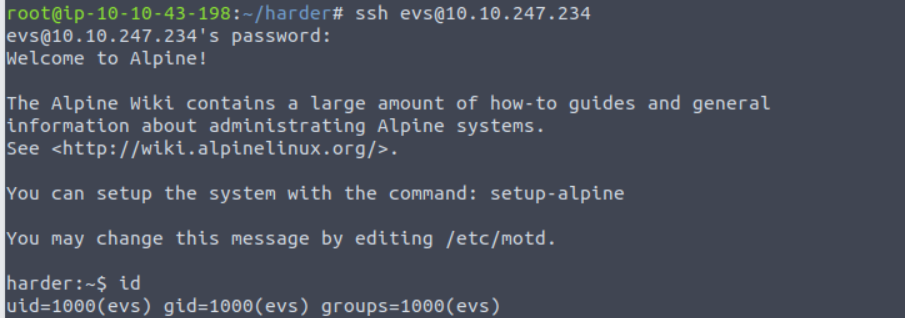 root@ip-10-10-43-198:~/harder# ssh evs@10.10.247.234
evs@10.10.247.234's password:
Welcome to Alpine!
The Alpine Wiki contains a large amount of how-to guides and general
information about administrating Alpine systems.
See <http://wiki.alpinelinux.org/>.
You can setup the system with the command: setup-alpine
You may change this message by editing /etc/motd.
harder:~$ id
uid=1000(evs) gid=1000(evs) groups=1000(evs)